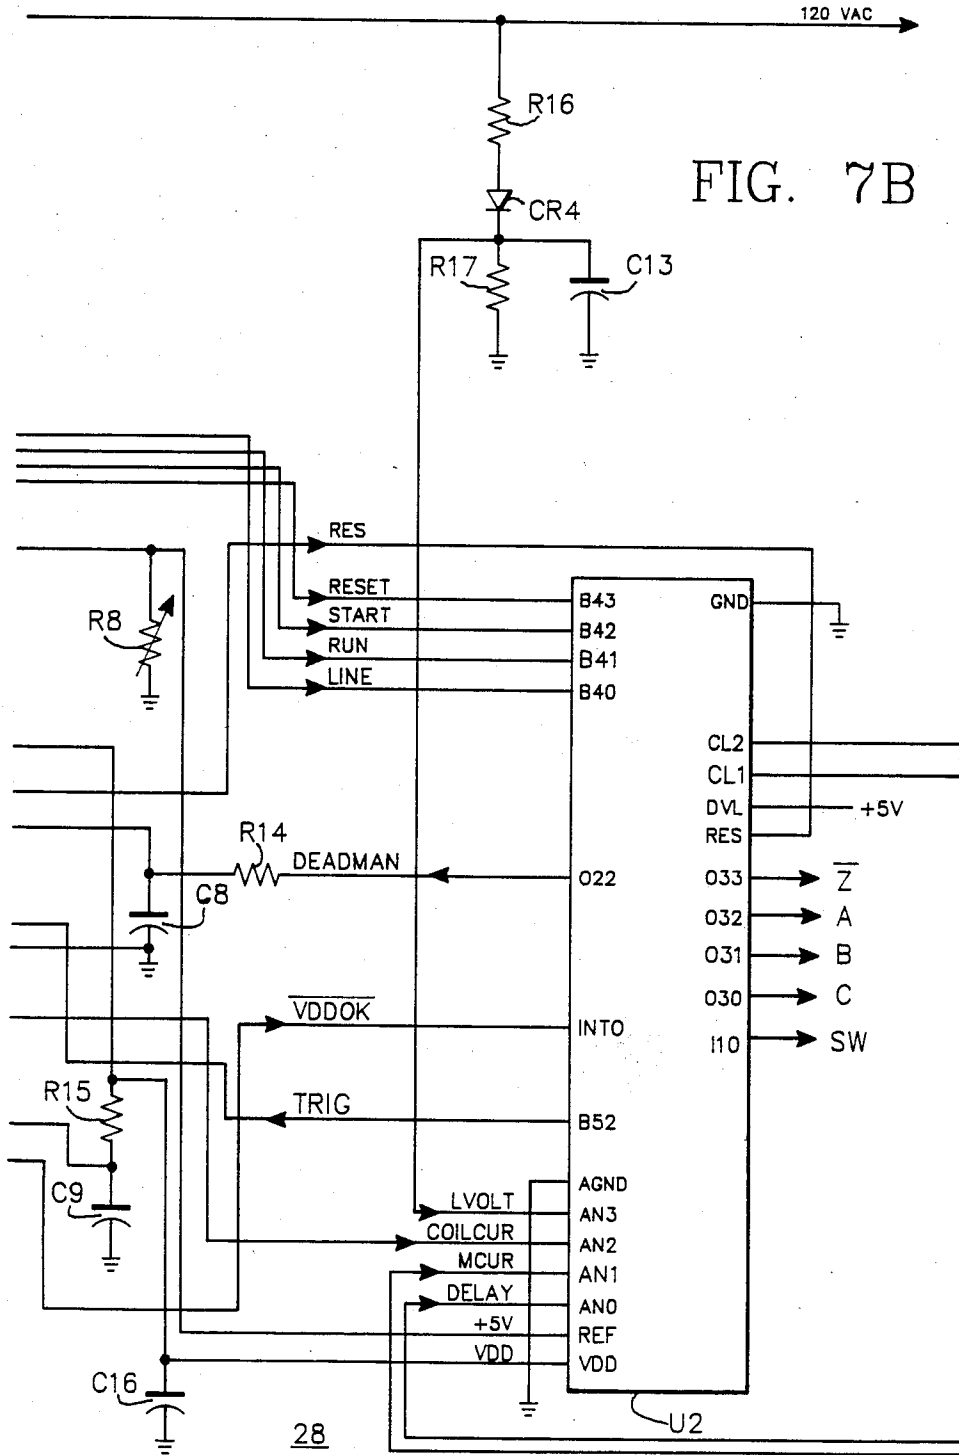 120 VAC
R16
FIG. 7B
CR4
R17
C13
RES
RESET
B43
GND
R8
START
B42
RUN
B41
LINE
B40
CL2
CL1
DVL
+5V
R14
RES
DEADMAN
O22
O33
Z
C8
O32
A
O31
B
VDDOK
O30
C
INTO
I10
SW
R15
TRIG
B52
AGND
C9
LVOLT
AN3
COILCUR
AN2
MCUR
AN1
DELAY
AN0
+5V
REF
VDD
VDD
C16
28
U2